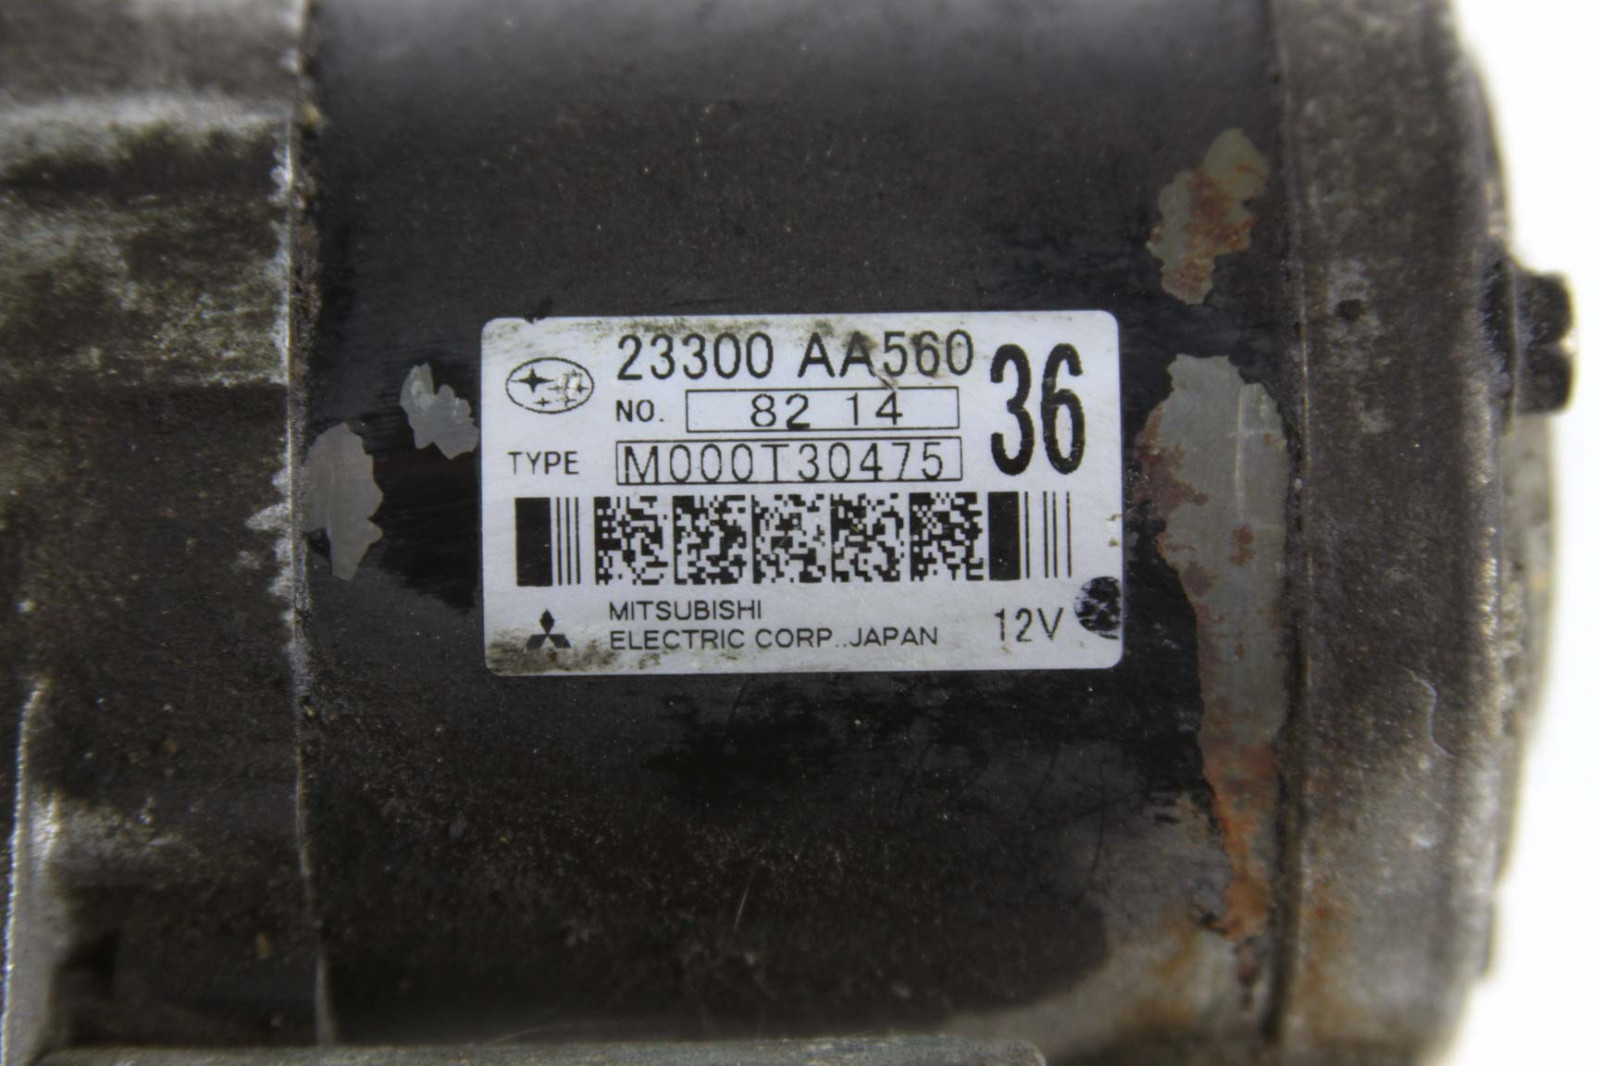 23300 AA560
36
NO. 82 14
TYPE M000T30475
MITSUBISHI
ELECTRIC CORP.,JAPAN
12V